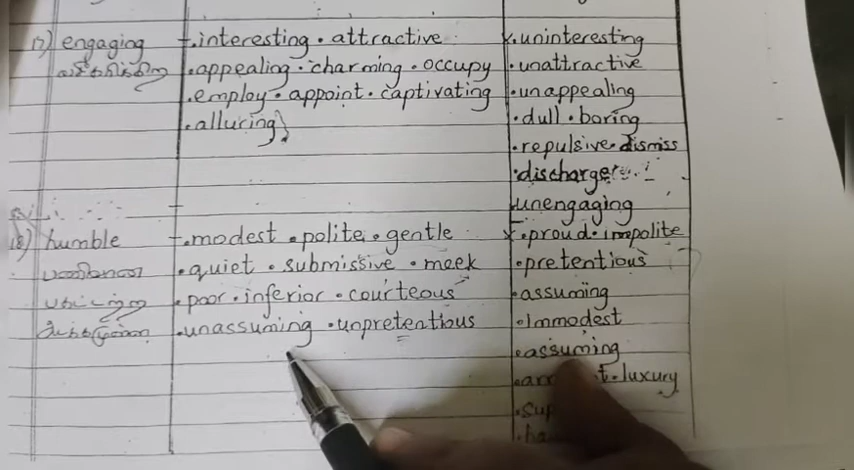 17) engaging - .interesting . attractive x. uninteresting
.appealing . charming . occupy . unattractive
.employ . appoint . captivating . unappealing
.alluring} . dull . boring
. repulsive . dismiss
. discharge
unengaging
18) humble - .modest . polite . gentle x. proud . impolite
.quiet . submissive . meek . pretentious
பகட்டற்ற .poor . inferior . courteous . assuming
.unassuming . unpretentious . Immodest
. assuming
. luxury